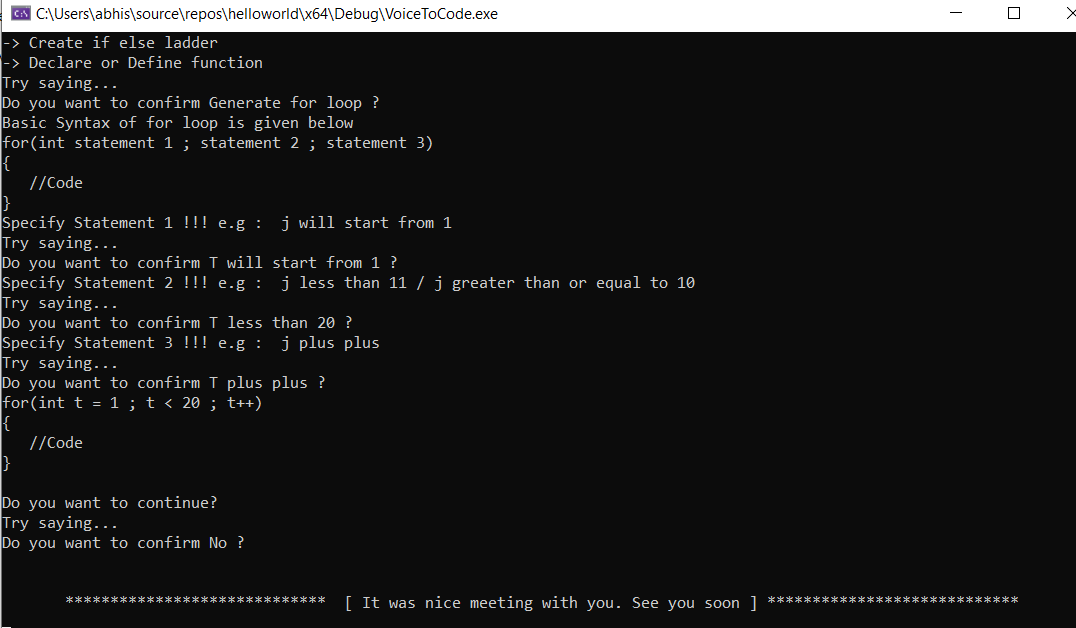 C:\Users\abhis\source\repos\helloworld\x64\Debug\VoiceToCode.exe
-> Create if else ladder
-> Declare or Define function
Try saying...
Do you want to confirm Generate for loop ?
Basic Syntax of for loop is given below
for(int statement 1 ; statement 2 ; statement 3)
{
   //Code
}
Specify Statement 1 !!! e.g :  j will start from 1
Try saying...
Do you want to confirm T will start from 1 ?
Specify Statement 2 !!! e.g :  j less than 11 / j greater than or equal to 10
Try saying...
Do you want to confirm T less than 20 ?
Specify Statement 3 !!! e.g :  j plus plus
Try saying...
Do you want to confirm T plus plus ?
for(int t = 1 ; t < 20 ; t++)
{
   //Code
}
Do you want to continue?
Try saying...
Do you want to confirm No ?
*****************************  [ It was nice meeting with you. See you soon ] ****************************